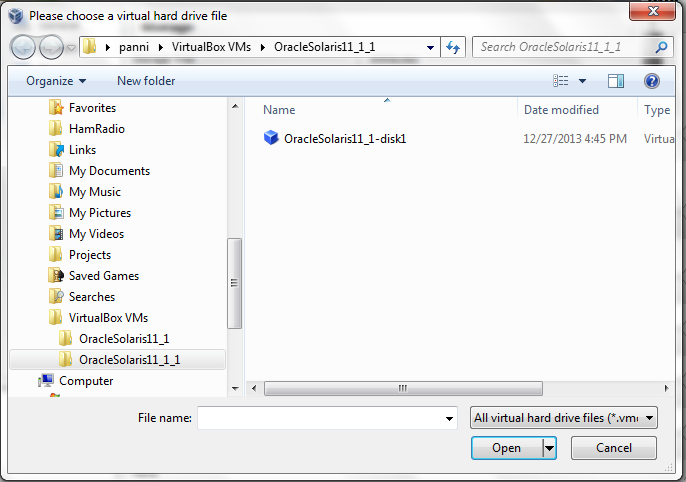 Please choose a virtual hard drive file
panni VirtualBox VMs OracleSolaris11_1_1
Search OracleSolaris11_1_1
Organize New folder
Name Date modified Type
OracleSolaris11_1-disk1 12/27/2013 4:45 PM Virtua
Favorites
HamRadio
Links
My Documents
My Music
My Pictures
My Videos
Projects
Saved Games
Searches
VirtualBox VMs
OracleSolaris11_1
OracleSolaris11_1_1
Computer
File name:
All virtual hard drive files (*.vmd
Open Cancel